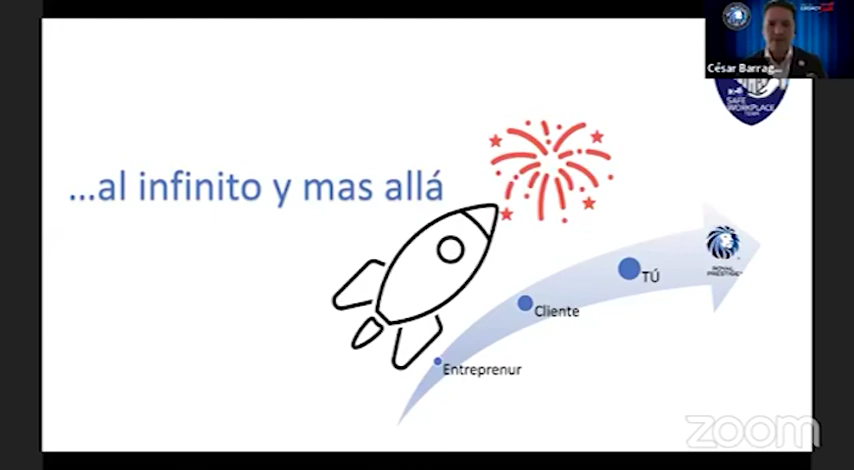 César Barrag...
SAFE
WORKPLACE
...al infinito y mas allá
TÚ
ROYAL
PRESTIGE
Cliente
Entreprenur
zoom